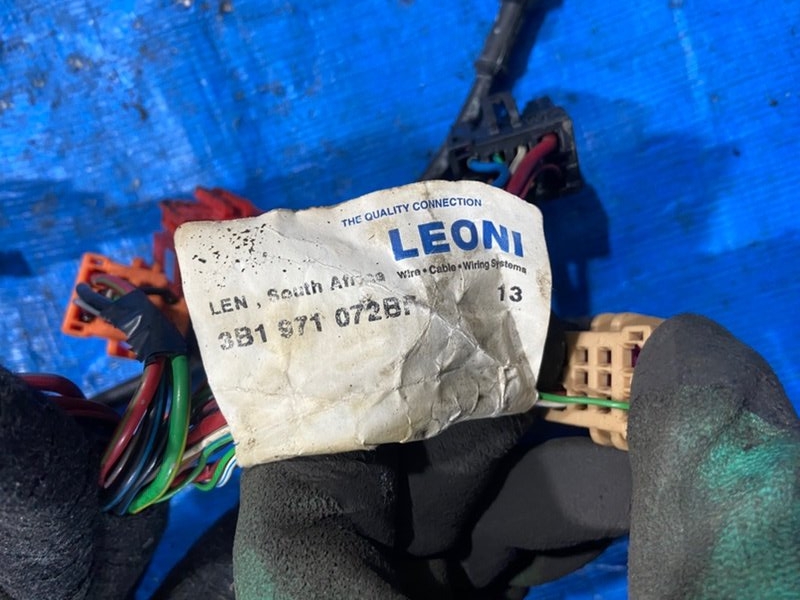 THE QUALITY CONNECTION
LEONI
Wire • Cable • Wiring Systems
LEN , South Africa
13
3B1 971 072BF